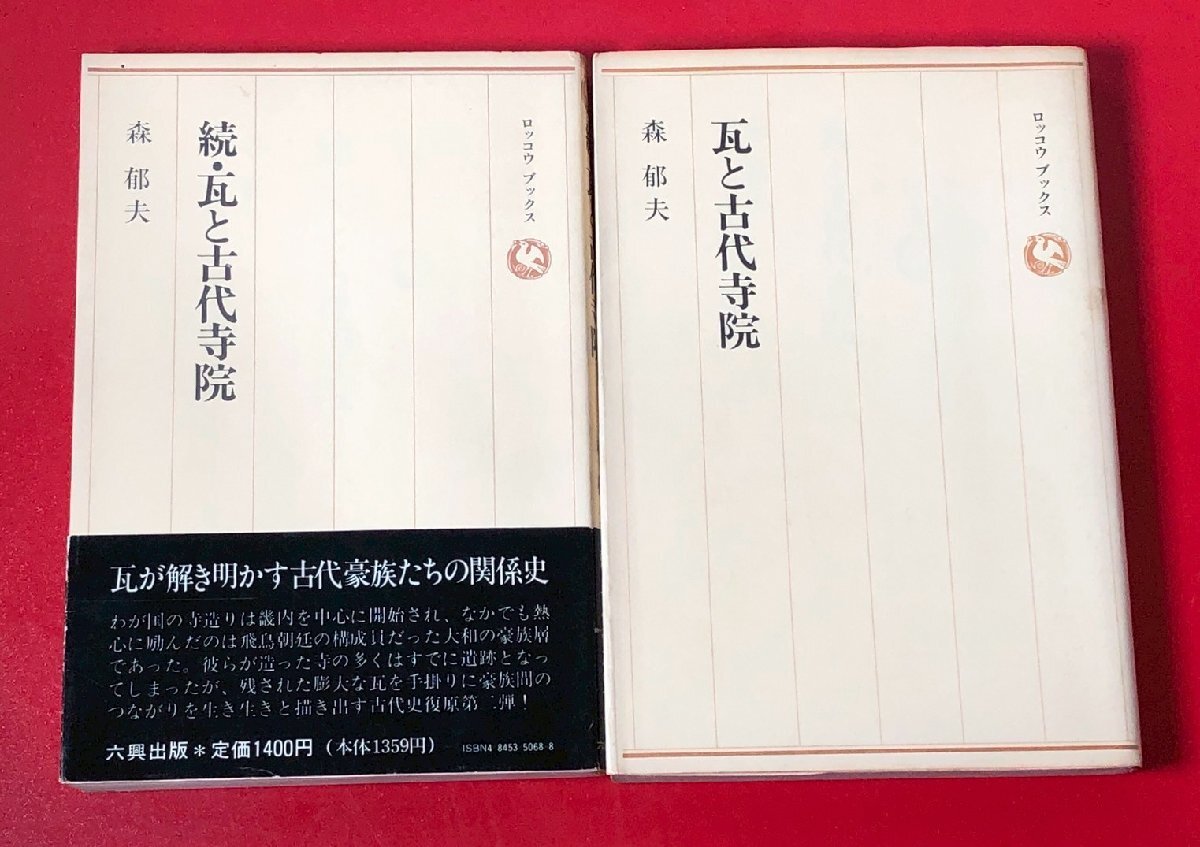 ロッコウ ブックス
続・瓦と古代寺院
森 郁夫
瓦が解き明かす古代豪族たちの関係史
わが国の寺造りは畿内を中心に開始され、なかでも熱
心に励んだのは飛鳥朝廷の構成員だった大和の豪族層
であった。彼らが造った寺の多くはすでに遺跡となっ
てしまったが、残された膨大な瓦を手掛りに豪族間の
つながりを生き生きと描き出す古代史復原第二弾!
六興出版*定価1400円(本体1359円)
ISBN4-8453-5068-8
ロッコウ ブックス
瓦と古代寺院
森 郁夫